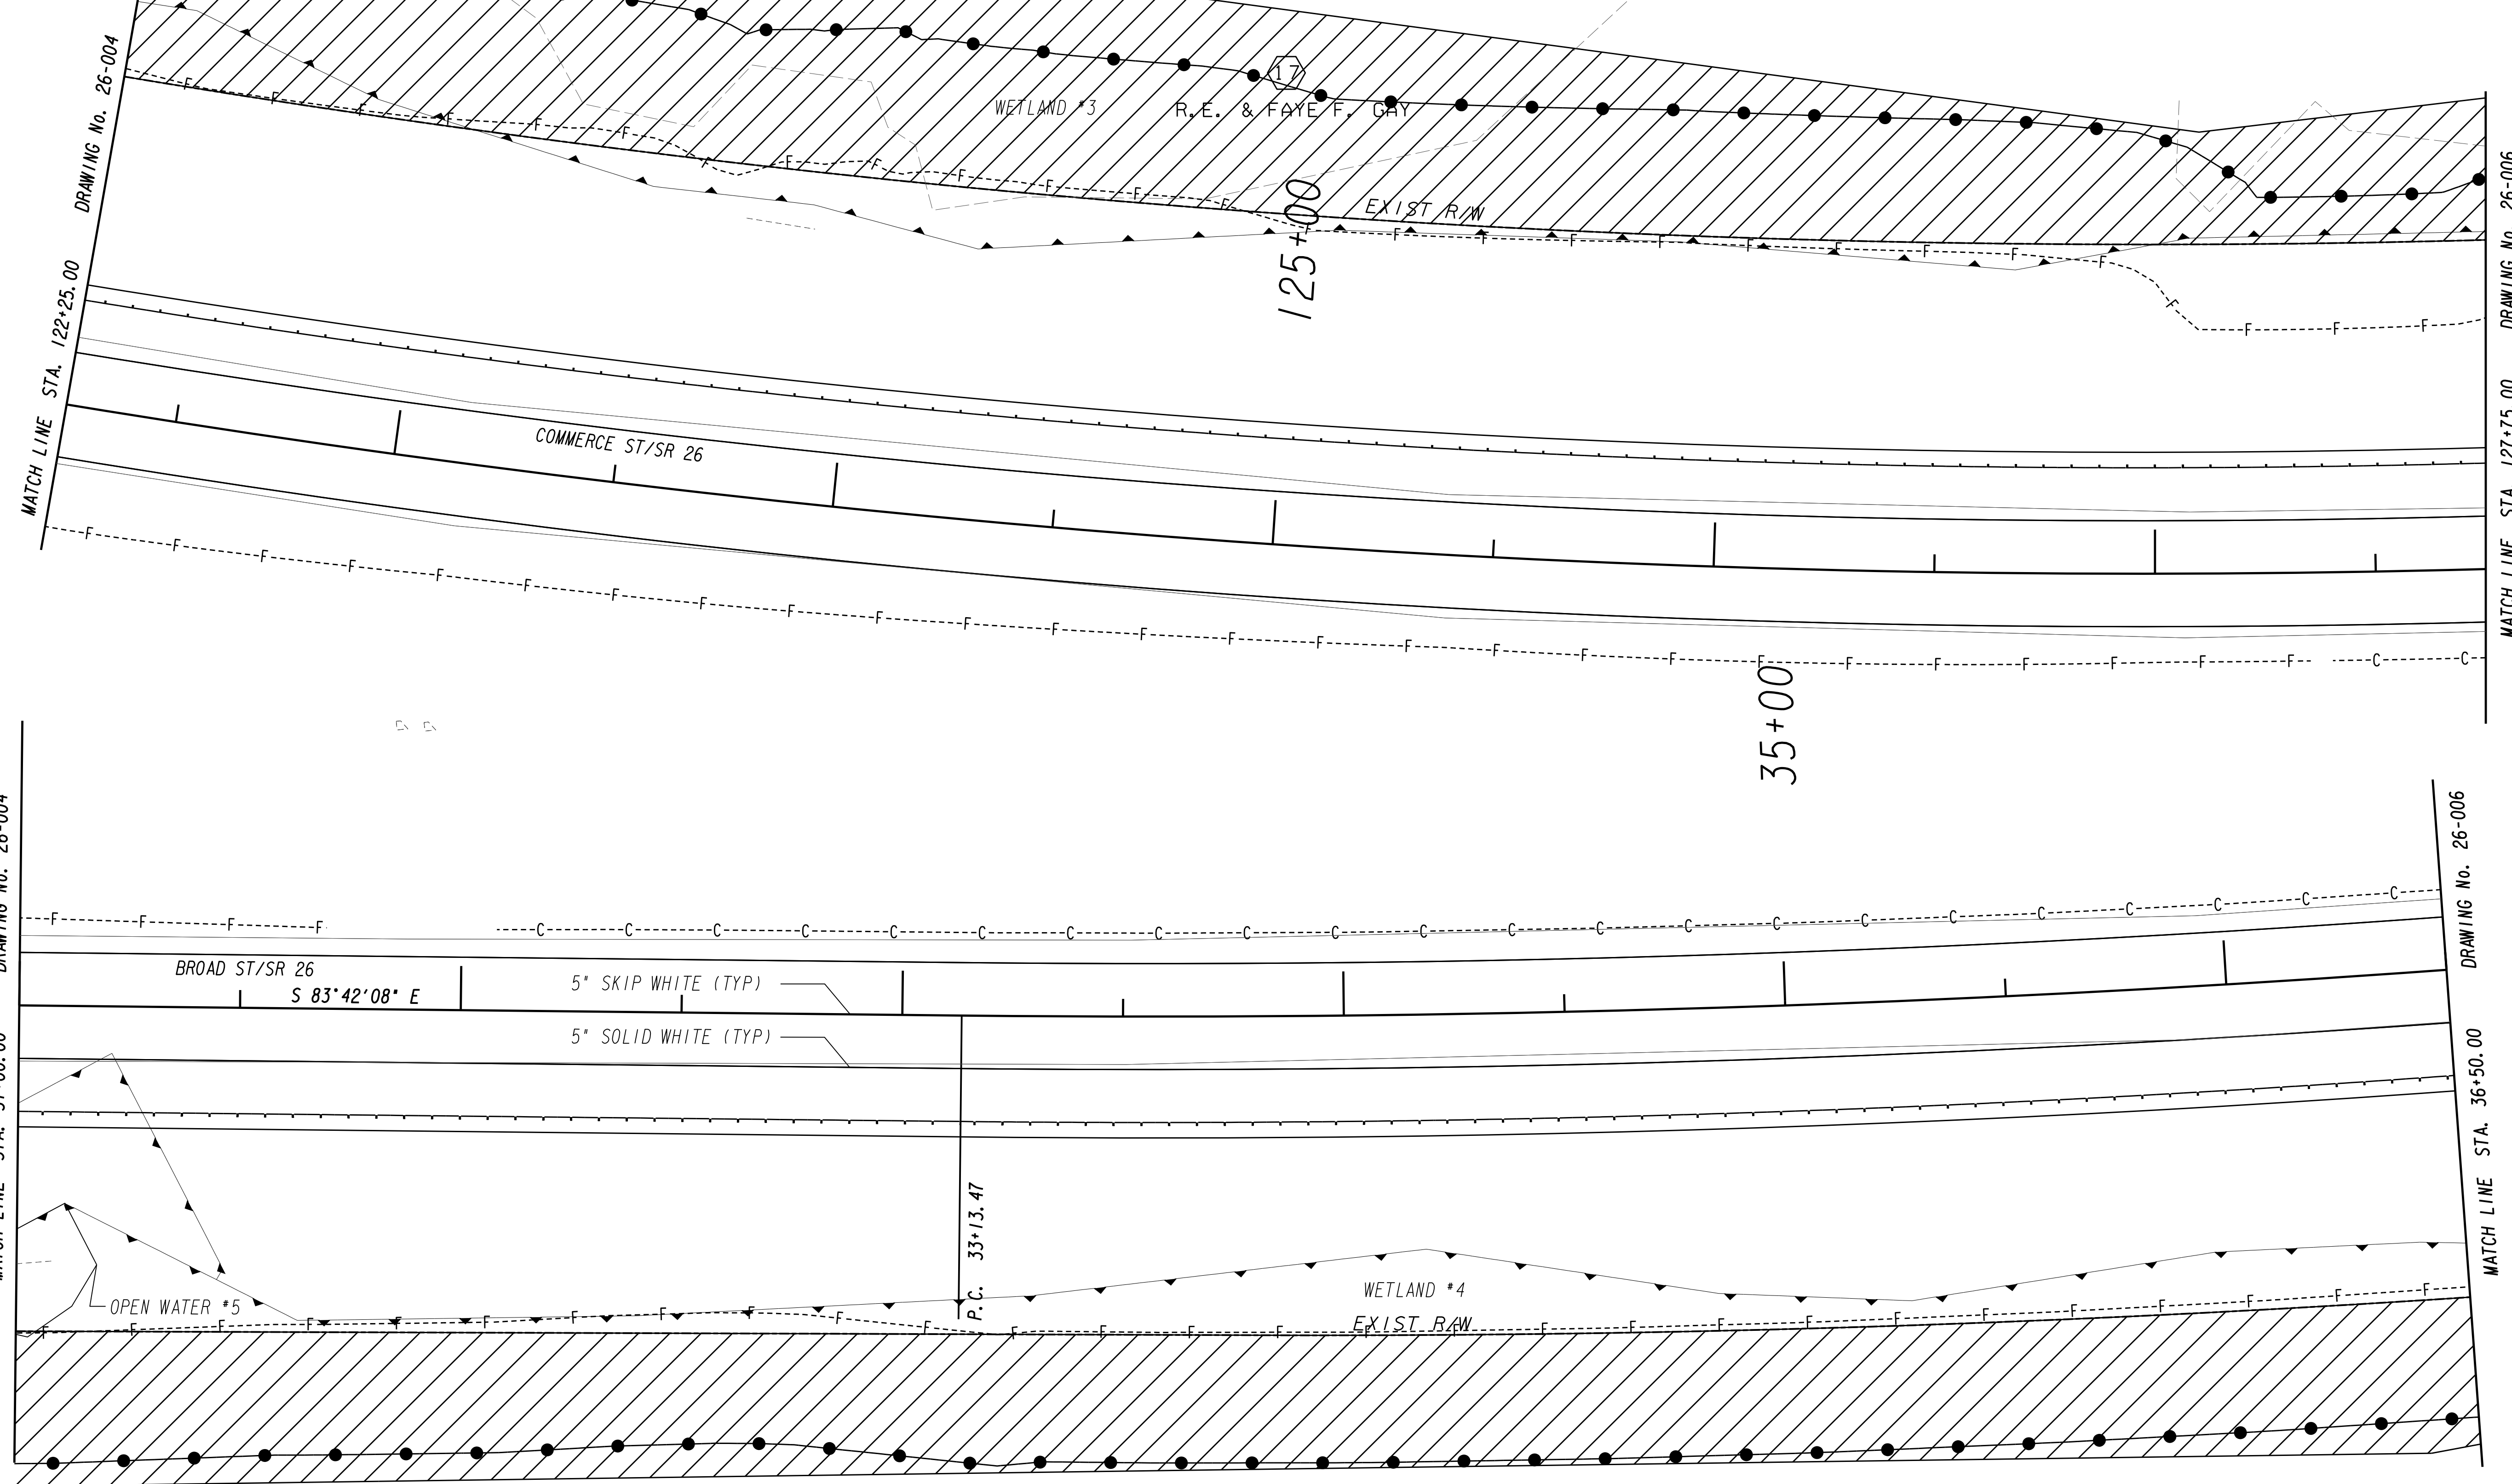 MATCH LINE STA. 122+25.00 DRAWING No. 26-004
17
WETLAND #3
R.E. & FAYE F. GAY
125+00
EXIST R/W
COMMERCE ST/SR 26
MATCH LINE STA. 127+75.00 DRAWING No. 26-006
F
C
35+00
DRAWING No. 26-004
BROAD ST/SR 26
S 83°42'08" E
5" SKIP WHITE (TYP)
5" SOLID WHITE (TYP)
P.C. 33+13.47
OPEN WATER #5
WETLAND #4
EXIST R/W
MATCH LINE STA. 36+50.00 DRAWING No. 26-006